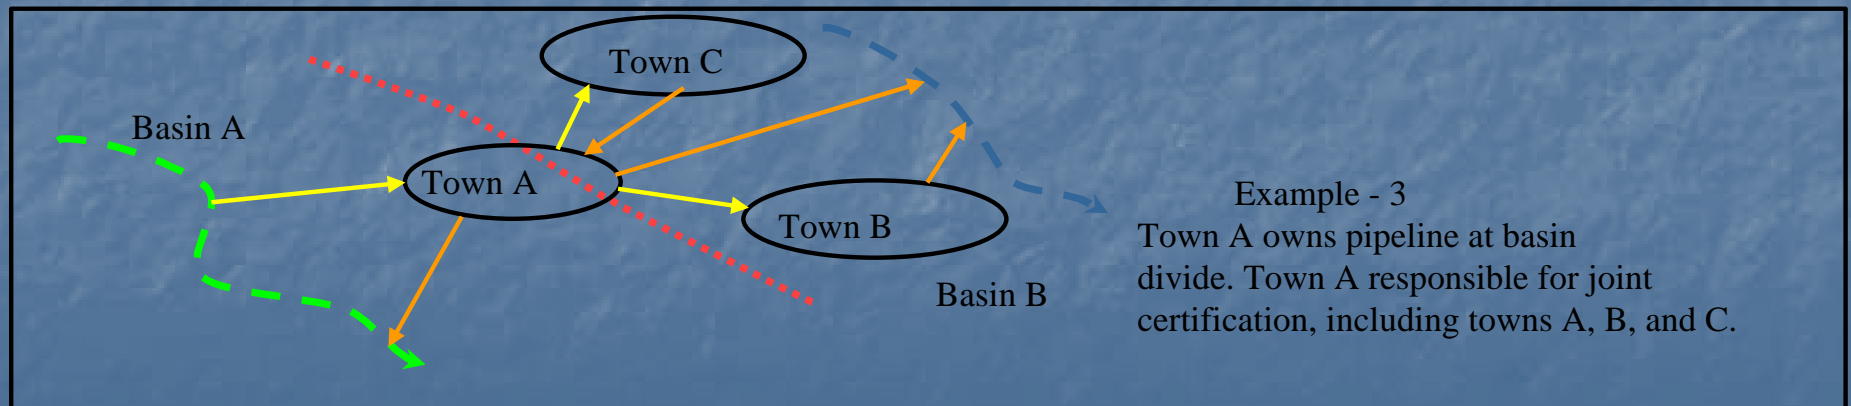 Town C
Basin A
Town A
Town B
Basin B
Example - 3
Town A owns pipeline at basin
divide. Town A responsible for joint
certification, including towns A, B, and C.